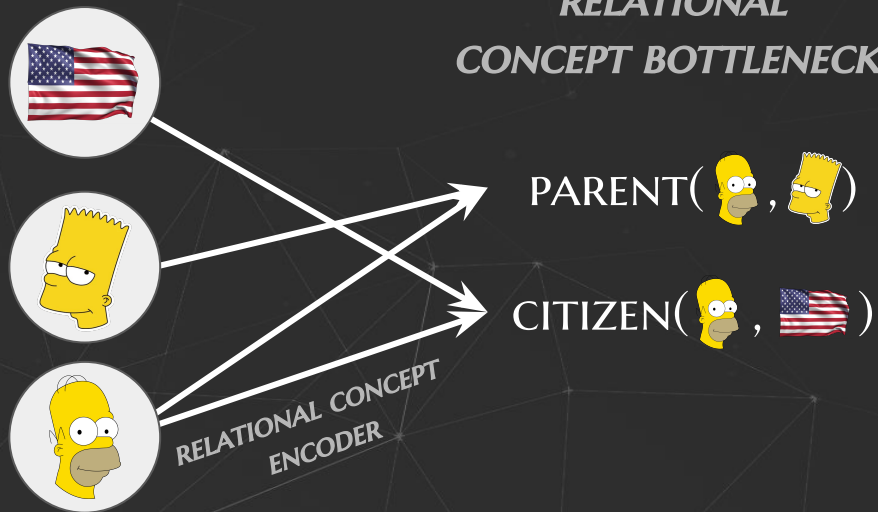 RELATIONAL
CONCEPT BOTTLENECK
PARENT( , )
CITIZEN( , )
RELATIONAL CONCEPT
ENCODER